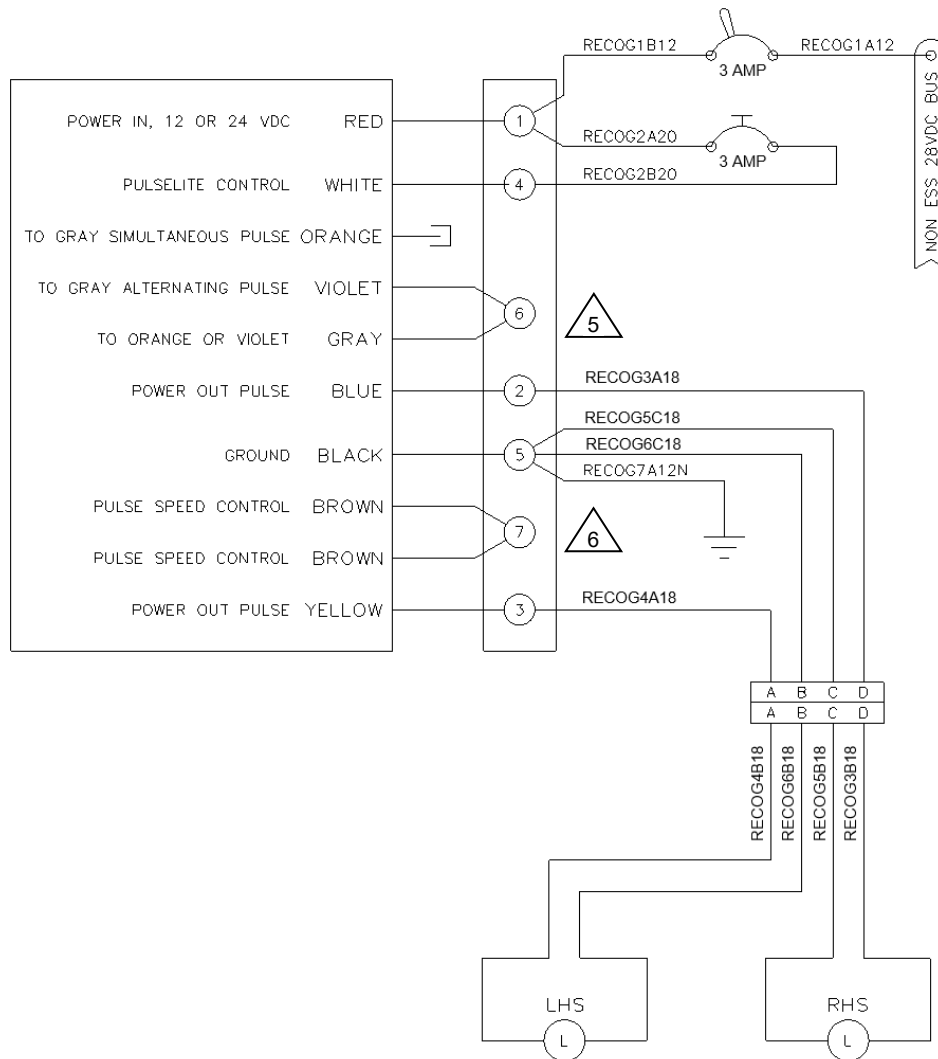 RECOG1B12
RECOG1A12
3 AMP
NON ESS 28VDC BUS
POWER IN, 12 OR 24 VDC RED
1
RECOG2A20
3 AMP
RECOG2B20
PULSELITE CONTROL WHITE
4
TO GRAY SIMULTANEOUS PULSE ORANGE
TO GRAY ALTERNATING PULSE VIOLET
6
5
TO ORANGE OR VIOLET GRAY
POWER OUT PULSE BLUE
2
RECOG3A18
RECOG5C18
GROUND BLACK
5
RECOG6C18
RECOG7A12N
PULSE SPEED CONTROL BROWN
7
6
PULSE SPEED CONTROL BROWN
POWER OUT PULSE YELLOW
3
RECOG4A18
A B C D
A B C D
RECOG4B18
RECOG6B18
RECOG5B18
RECOG3B18
LHS
L
RHS
L